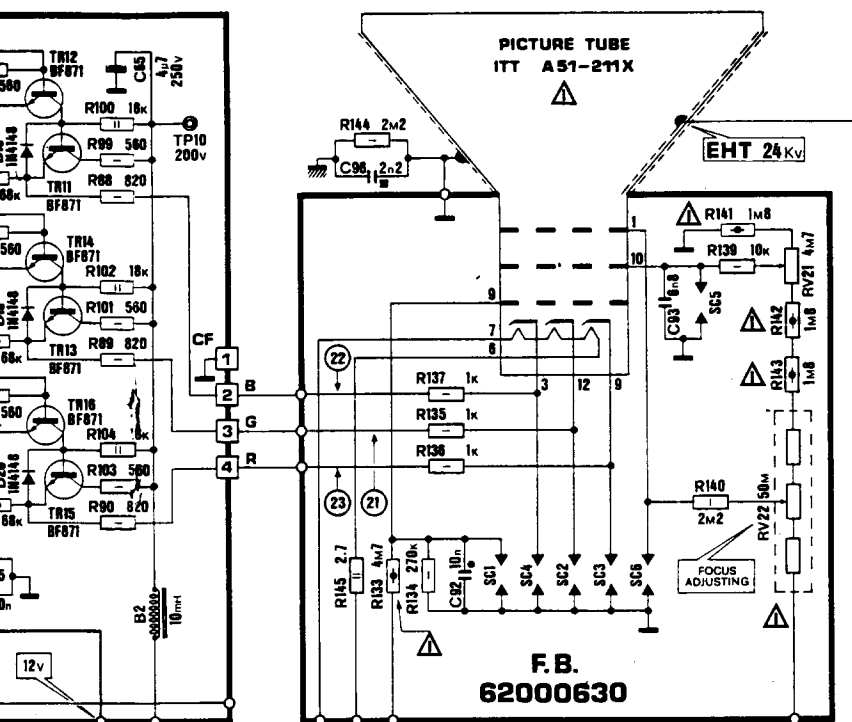 TR12
BF871
560
C85
4µ7
250v
R100 18K
TP10
200v
R99 560
1N4148
68K
TR11
BF871
R88 820
TR14
BF871
560
R102 18K
R101 560
1N4148
68K
TR13
BF871
R89 820
TR16
BF871
560
R104
R103 560
D20
1N4148
68K
TR15
BF871
R90 820
CF
1
2 B
3 G
4 R
B2
10mH
12v
PICTURE TUBE
ITT A51-211X
R144 2M2
C96 2n2
EHT 24Kv
1
10
9
7
6
3
12
9
R141 1M8
R139 10K
RV21 4M7
C93 6n8
SC5
R142 1M8
R143 1M8
22
R137 1K
R135 1K
R136 1K
23
21
R140
2M2
RV22 50M
FOCUS
ADJUSTING
R145 2.7
R133 4M7
R134 270K
C92 10n
SC1
SC4
SC2
SC3
SC6
F.B.
62000630